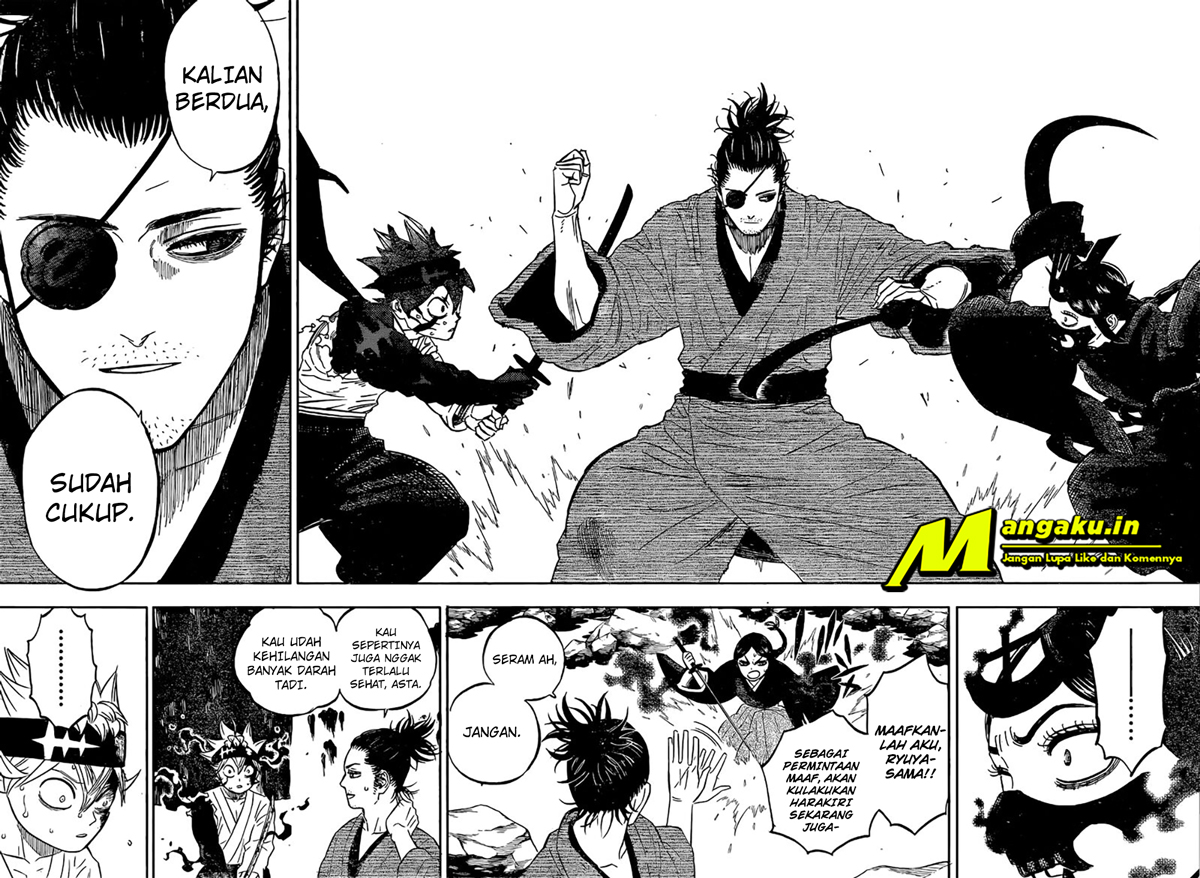 KALIAN
BERDUA,
SUDAH
CUKUP.
Mangaku.in
Jangan Lupa Like dan Komennya
.........
MAAFKAN-
LAH AKU,
RYUYA-
SAMA!!
SEBAGAI
PERMINTAAN
MAAF, AKAN
KULAKUKAN
HARAKIRI
SEKARANG
JUGA-
SERAM AH,
JANGAN.
KAU
SEPERTINYA
JUGA NGGAK
TERLALU
SEHAT, ASTA.
KAU UDAH
KEHILANGAN
BANYAK DARAH
TADI.
.........